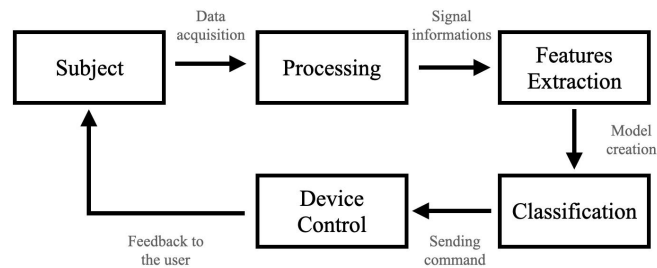 Data
acquisition
Signal
informations
Subject
Processing
Features
Extraction
Model
creation
Device
Control
Classification
Feedback to
the user
Sending
command